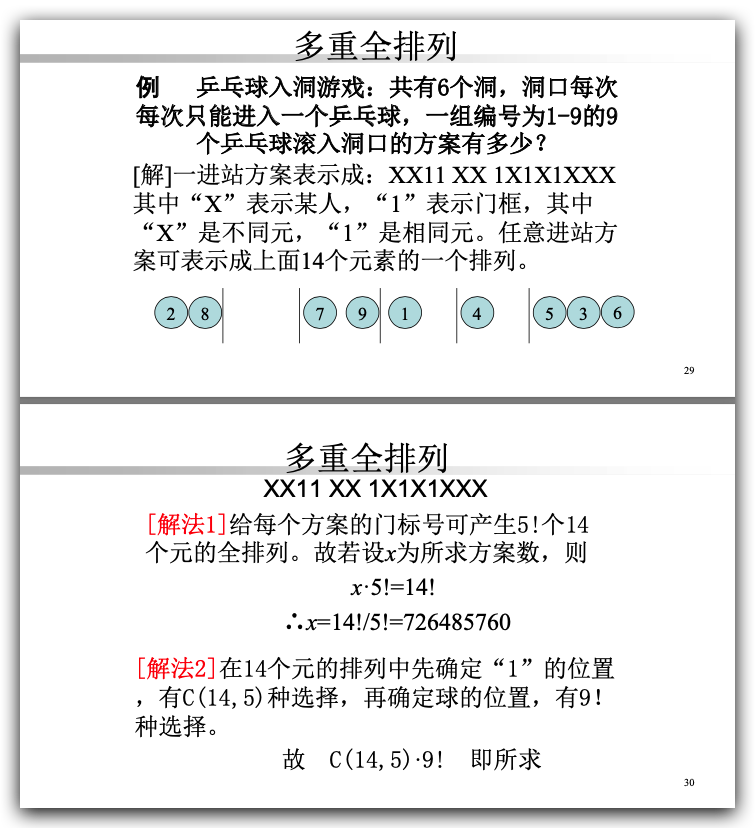 多重全排列
例 乒乓球入洞游戏：共有6个洞，洞口每次
每次只能进入一个乒乓球，一组编号为1-9的9
个乒乓球滚入洞口的方案有多少？
[解]一进站方案表示成：XX11 XX 1X1X1XXX
其中“X”表示某人，“1”表示门框，其中
“X”是不同元，“1”是相同元。任意进站方
案可表示成上面14个元素的一个排列。
2 8 7 9 1 4 5 3 6
29
多重全排列
XX11 XX 1X1X1XXX
[解法1]给每个方案的门标号可产生5!个14
个元的全排列。故若设x为所求方案数，则
x·5!=14!
∴x=14!/5!=726485760
[解法2]在14个元的排列中先确定“1”的位置
，有C(14,5)种选择，再确定球的位置，有9！
种选择。
故 C(14,5)·9! 即所求
30